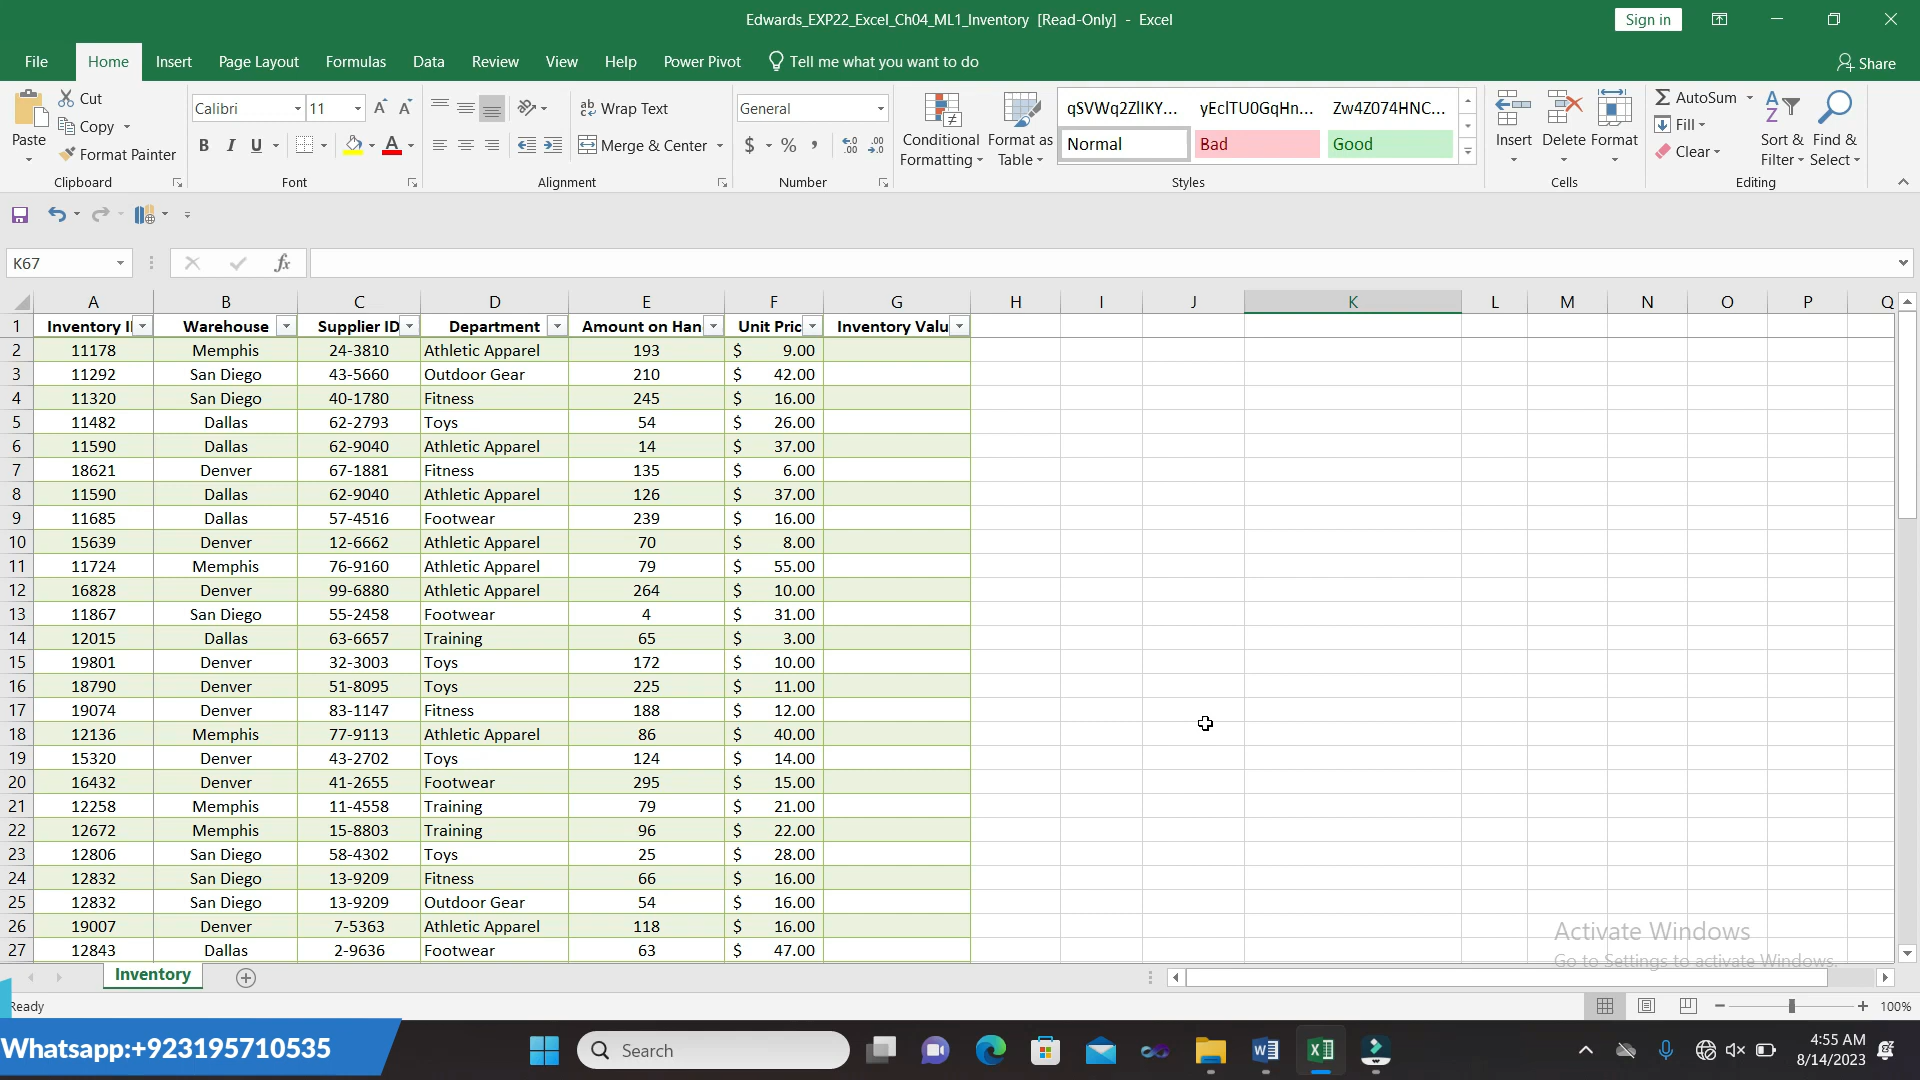 Edwards_EXP22_Excel_Ch04_ML1_Inventory [Read-Only] - Excel
Sign in
File Home Insert Page Layout Formulas Data Review View Help Power Pivot Tell me what you want to do Share
Paste Cut Copy Format Painter Clipboard
Calibri 11 B I U Font
Wrap Text Merge & Center Alignment
General $ % , Number
Conditional Formatting Format as Table
qSVWq2ZlIKY... yEclTU0GqHn... Zw4Z074HNC...
Normal Bad Good
Styles
Insert Delete Format Cells
AutoSum Fill Clear Sort & Filter Find & Select Editing
K67 fx
A B C D E F G H I J K L M N O P Q
1 Inventory I Warehouse Supplier ID Department Amount on Han Unit Pric Inventory Valu
2 11178 Memphis 24-3810 Athletic Apparel 193 $ 9.00
3 11292 San Diego 43-5660 Outdoor Gear 210 $ 42.00
4 11320 San Diego 40-1780 Fitness 245 $ 16.00
5 11482 Dallas 62-2793 Toys 54 $ 26.00
6 11590 Dallas 62-9040 Athletic Apparel 14 $ 37.00
7 18621 Denver 67-1881 Fitness 135 $ 6.00
8 11590 Dallas 62-9040 Athletic Apparel 126 $ 37.00
9 11685 Dallas 57-4516 Footwear 239 $ 16.00
10 15639 Denver 12-6662 Athletic Apparel 70 $ 8.00
11 11724 Memphis 76-9160 Athletic Apparel 79 $ 55.00
12 16828 Denver 99-6880 Athletic Apparel 264 $ 10.00
13 11867 San Diego 55-2458 Footwear 4 $ 31.00
14 12015 Dallas 63-6657 Training 65 $ 3.00
15 19801 Denver 32-3003 Toys 172 $ 10.00
16 18790 Denver 51-8095 Toys 225 $ 11.00
17 19074 Denver 83-1147 Fitness 188 $ 12.00
18 12136 Memphis 77-9113 Athletic Apparel 86 $ 40.00
19 15320 Denver 43-2702 Toys 124 $ 14.00
20 16432 Denver 41-2655 Footwear 295 $ 15.00
21 12258 Memphis 11-4558 Training 79 $ 21.00
22 12672 Memphis 15-8803 Training 96 $ 22.00
23 12806 San Diego 58-4302 Toys 25 $ 28.00
24 12832 San Diego 13-9209 Fitness 66 $ 16.00
25 12832 San Diego 13-9209 Outdoor Gear 54 $ 16.00
26 19007 Denver 7-5363 Athletic Apparel 118 $ 16.00
27 12843 Dallas 2-9636 Footwear 63 $ 47.00
Activate Windows
Go to Settings to activate Windows.
Inventory
Ready 100%
Whatsapp:+923195710535
Search
4:55 AM
8/14/2023